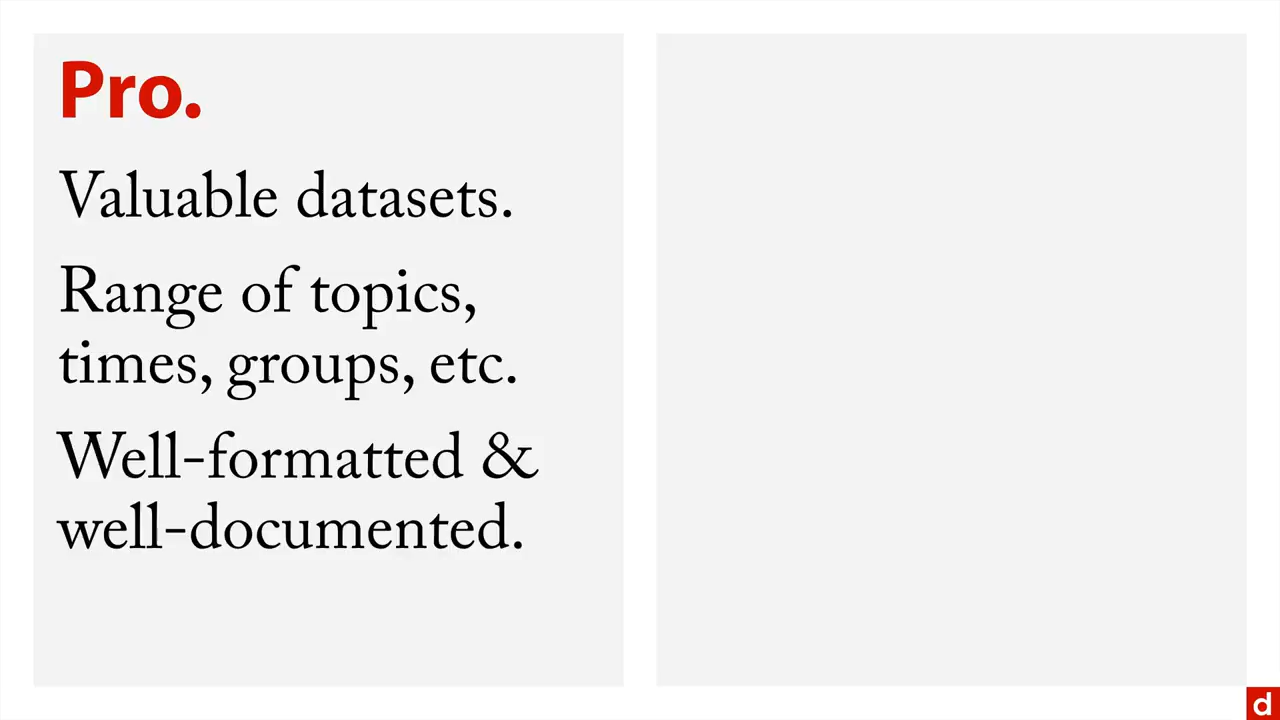 Pro.
Valuable datasets.
Range of topics,
times, groups, etc.
Well-formatted &
well-documented.
d